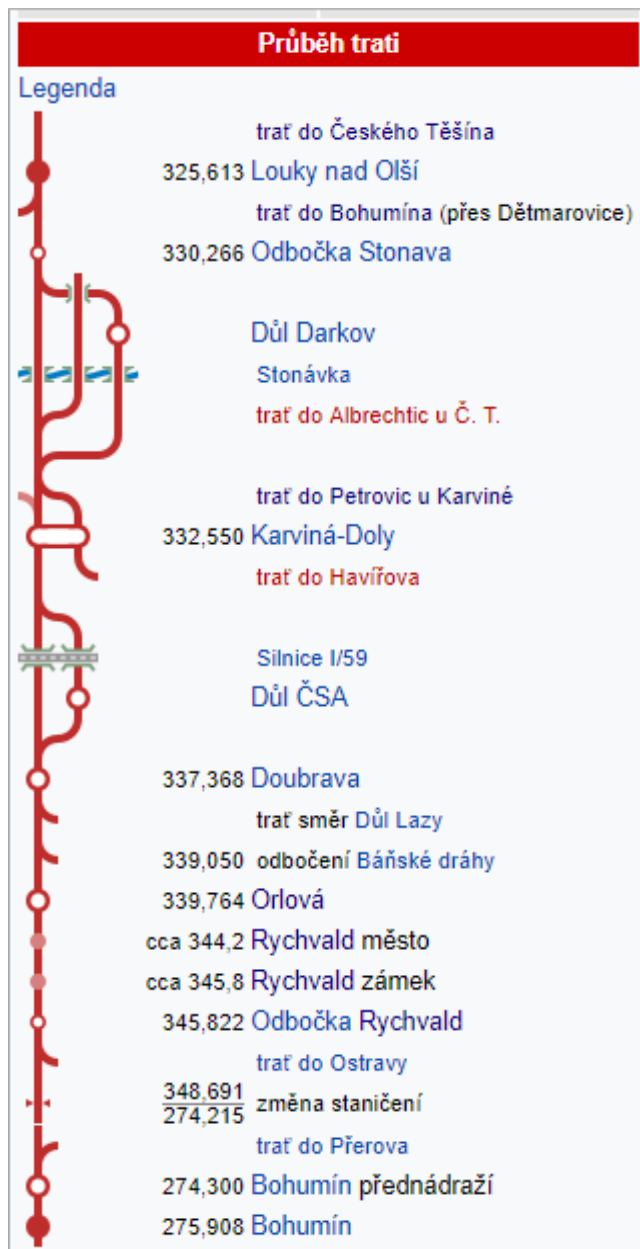 Průběh trati
Legenda
trať do Českého Těšína
325,613 Louky nad Olší
trať do Bohumína (přes Dětmarovice)
330,266 Odbočka Stonava
Důl Darkov
Stonávka
trať do Albrechtic u Č. T.
trať do Petrovic u Karviné
332,550 Karviná-Doly
trať do Havířova
Silnice I/59
Důl ČSA
337,368 Doubrava
trať směr Důl Lazy
339,050 odbočení Báňské dráhy
339,764 Orlová
cca 344,2 Rychvald město
cca 345,8 Rychvald zámek
345,822 Odbočka Rychvald
trať do Ostravy
348,691
274,215 změna staničení
trať do Přerova
274,300 Bohumín přednádraží
275,908 Bohumín